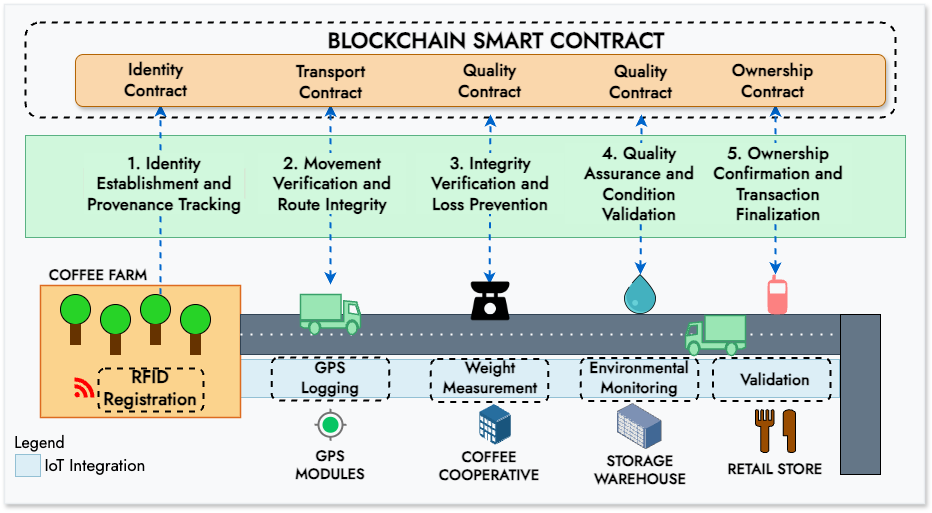 BLOCKCHAIN SMART CONTRACT
Identity
Contract
Transport
Contract
Quality
Contract
Quality
Contract
Ownership
Contract
1. Identity
Establishment and
Provenance Tracking
2. Movement
Verification and
Route Integrity
3. Integrity
Verification and
Loss Prevention
4. Quality
Assurance and
Condition
Validation
5. Ownership
Confirmation and
Transaction
Finalization
COFFEE FARM
RFID
Registration
GPS
Logging
Weight
Measurement
Environmental
Monitoring
Validation
GPS
MODULES
COFFEE
COOPERATIVE
STORAGE
WAREHOUSE
RETAIL STORE
Legend
IoT Integration